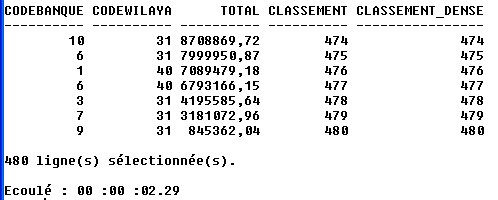 CODEBANQUE CODEWILAYA TOTAL CLASSEMENT CLASSEMENT_DENSE
---------- ---------- ---------- ---------- ----------------
10 31 8708869,72 474 474
6 31 7999950,87 475 475
1 40 7089479,18 476 476
6 40 6793166,15 477 477
3 31 4195585,64 478 478
7 31 3181072,96 479 479
9 31 845362,04 480 480
480 ligne(s) sélectionnée(s).
Ecoulé : 00 :00 :02.29